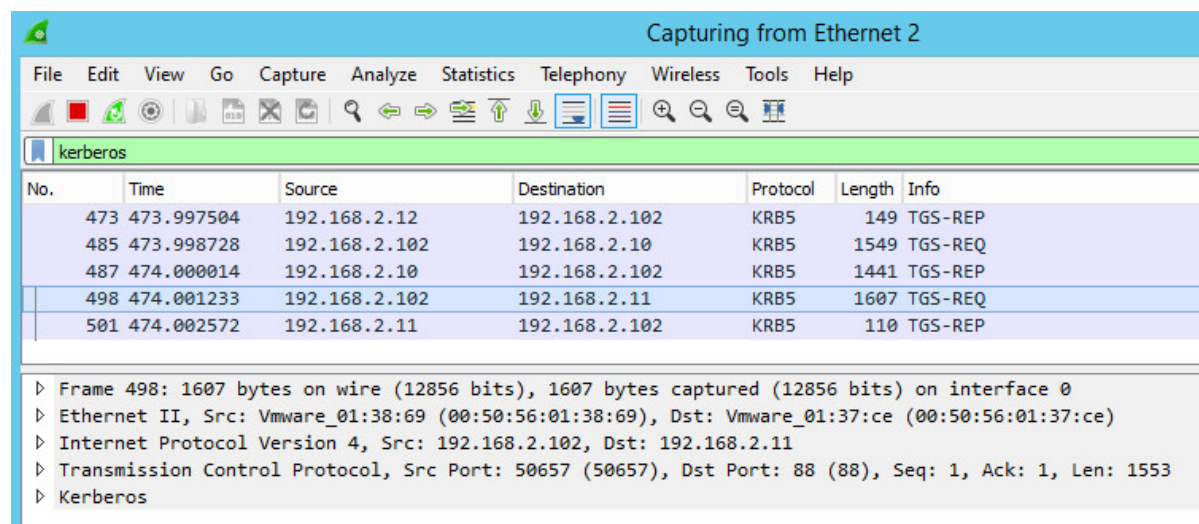 Capturing from Ethernet 2
File Edit View Go Capture Analyze Statistics Telephony Wireless Tools Help
kerberos
No. Time Source Destination Protocol Length Info
473 473.997504 192.168.2.12 192.168.2.102 KRB5 149 TGS-REP
485 473.998728 192.168.2.102 192.168.2.10 KRB5 1549 TGS-REQ
487 474.000014 192.168.2.10 192.168.2.102 KRB5 1441 TGS-REP
498 474.001233 192.168.2.102 192.168.2.11 KRB5 1607 TGS-REQ
501 474.002572 192.168.2.11 192.168.2.102 KRB5 110 TGS-REP
Frame 498: 1607 bytes on wire (12856 bits), 1607 bytes captured (12856 bits) on interface 0
Ethernet II, Src: Vmware_01:38:69 (00:50:56:01:38:69), Dst: Vmware_01:37:ce (00:50:56:01:37:ce)
Internet Protocol Version 4, Src: 192.168.2.102, Dst: 192.168.2.11
Transmission Control Protocol, Src Port: 50657 (50657), Dst Port: 88 (88), Seq: 1, Ack: 1, Len: 1553
Kerberos